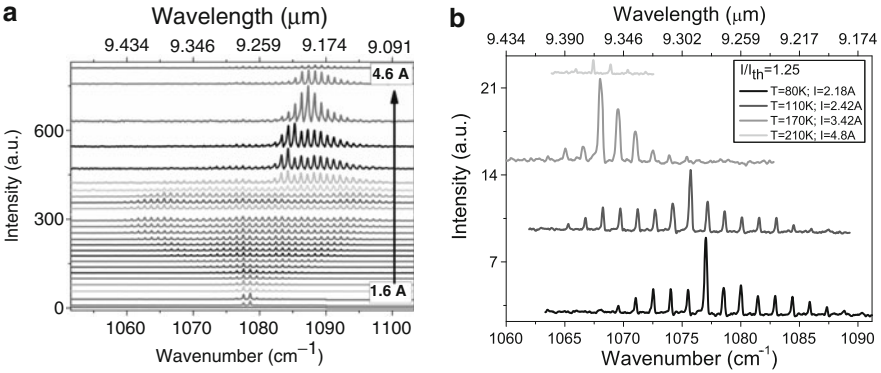 a
Wavelength (μm)
9.434 9.346 9.259 9.174 9.091
4.6 A
600
300
0
Intensity (a.u.)
1.6 A
1060 1070 1080 1090 1100
Wavenumber (cm⁻¹)
b
Wavelength (μm)
9.434 9.390 9.346 9.302 9.259 9.217 9.174
I/Iₜₕ=1.25
T=80K; I=2.18A
T=110K; I=2.42A
T=170K; I=3.42A
T=210K; I=4.8A
21
14
7
Intensity (a.u.)
1060 1065 1070 1075 1080 1085 1090
Wavenumber (cm⁻¹)